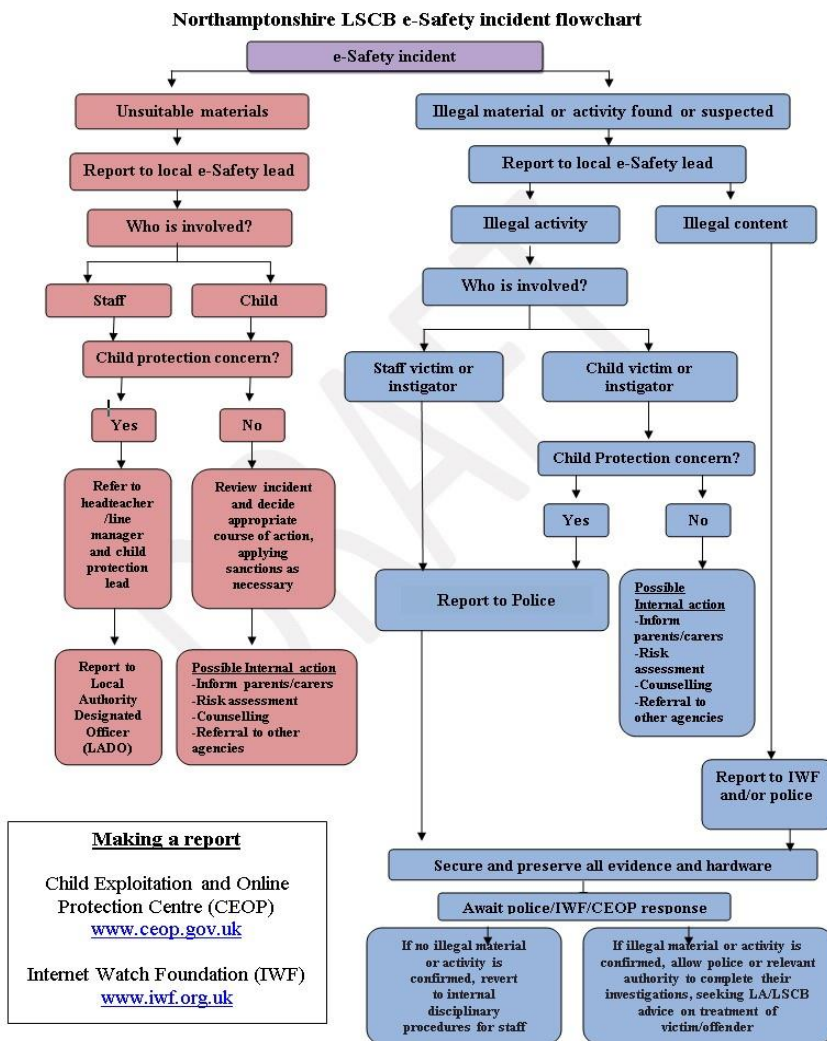 Northamptonshire LSCB e-Safety incident flowchart
e-Safety incident
Unsuitable materials
Report to local e-Safety lead
Who is involved?
Staff
Child
Child protection concern?
Yes
No
Refer to
headteacher
/line
manager
and child
protection
lead
Review incident
and decide
appropriate
course of action,
applying
sanctions as
necessary
Report to
Local
Authority
Designated
Officer
(LADO)
Possible Internal action
-Inform parents/carers
-Risk assessment
-Counselling
-Referral to other
agencies
Illegal material or activity found or suspected
Report to local e-Safety lead
Illegal activity
Illegal content
Who is involved?
Staff victim or
instigator
Child victim or
instigator
Child Protection concern?
Yes
No
Report to Police
Possible
Internal action
-Inform
parents/carers
-Risk
assessment
-Counselling
-Referral to
other agencies
Report to IWF
and/or police
Secure and preserve all evidence and hardware
Await police/IWF/CEOP response
If no illegal material
or activity is
confirmed, revert
to internal
disciplinary
procedures for staff
If illegal material or activity is
confirmed, allow police or relevant
authority to complete their
investigations, seeking LA/LSCB
advice on treatment of
victim/offender
Making a report
Child Exploitation and Online
Protection Centre (CEOP)
www.ceop.gov.uk
Internet Watch Foundation (IWF)
www.iwf.org.uk
DRAFT